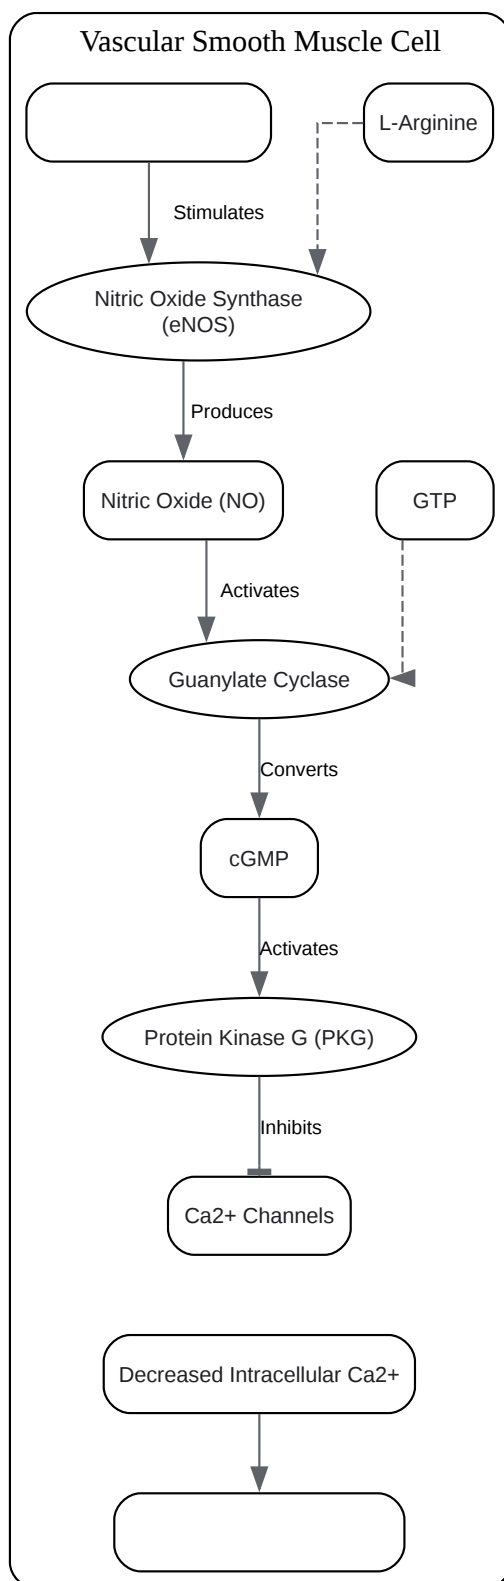 Vascular Smooth Muscle Cell
L-Arginine
Stimulates
Nitric Oxide Synthase
(eNOS)
Produces
Nitric Oxide (NO)
GTP
Activates
Guanylate Cyclase
Converts
cGMP
Activates
Protein Kinase G (PKG)
Inhibits
Ca2+ Channels
Decreased Intracellular Ca2+